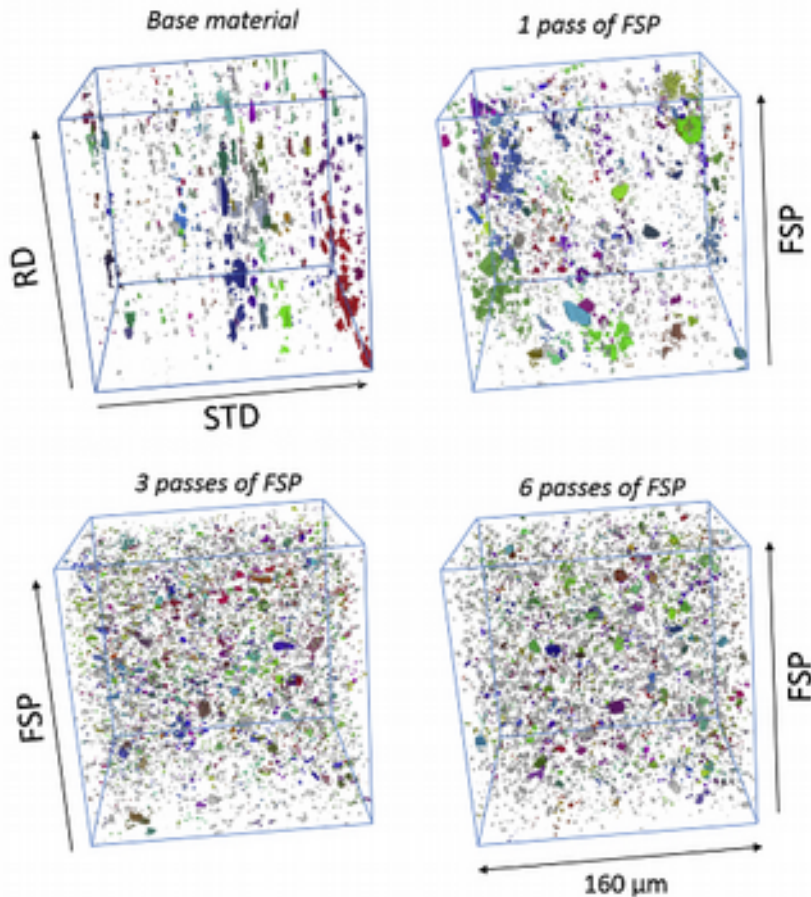 Base material
1 pass of FSP
RD
STD
FSP
3 passes of FSP
6 passes of FSP
FSP
FSP
160 µm